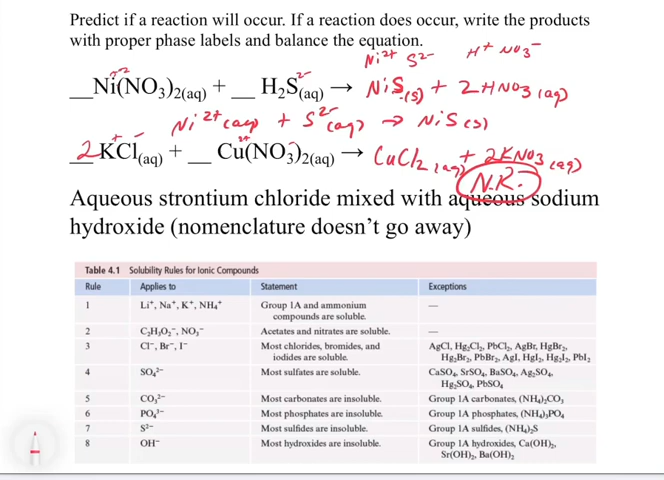 Predict if a reaction will occur. If a reaction does occur, write the products
with proper phase labels and balance the equation.
Ni²⁺ S²⁻ H⁺ NO₃⁻
__Ni(NO₃)₂(aq) + __ H₂S(aq) → NiS(s) + 2HNO₃(aq)
Ni²⁺(aq) + S²⁻(aq) → NiS(s)
2KCl(aq) + __ Cu(NO₃)₂(aq) → CuCl₂(aq) + 2KNO₃(aq)
N.R.
Aqueous strontium chloride mixed with aqueous sodium
hydroxide (nomenclature doesn't go away)
Table 4.1 Solubility Rules for Ionic Compounds
Rule Applies to Statement Exceptions
1 Li⁺, Na⁺, K⁺, NH₄⁺ Group IA and ammonium —
compounds are soluble.
2 C₂H₃O₂⁻, NO₃⁻ Acetates and nitrates are soluble. —
3 Cl⁻, Br⁻, I⁻ Most chlorides, bromides, and AgCl, Hg₂Cl₂, PbCl₂, AgBr, HgBr₂,
iodides are soluble. Hg₂Br₂, PbBr₂, AgI, HgI₂, Hg₂I₂, PbI₂
4 SO₄²⁻ Most sulfates are soluble. CaSO₄, SrSO₄, BaSO₄, Ag₂SO₄,
Hg₂SO₄, PbSO₄
5 CO₃²⁻ Most carbonates are insoluble. Group IA carbonates, (NH₄)₂CO₃
6 PO₄³⁻ Most phosphates are insoluble. Group IA phosphates, (NH₄)₃PO₄
7 S²⁻ Most sulfides are insoluble. Group IA sulfides, (NH₄)₂S
8 OH⁻ Most hydroxides are insoluble. Group IA hydroxides, Ca(OH)₂,
Sr(OH)₂, Ba(OH)₂